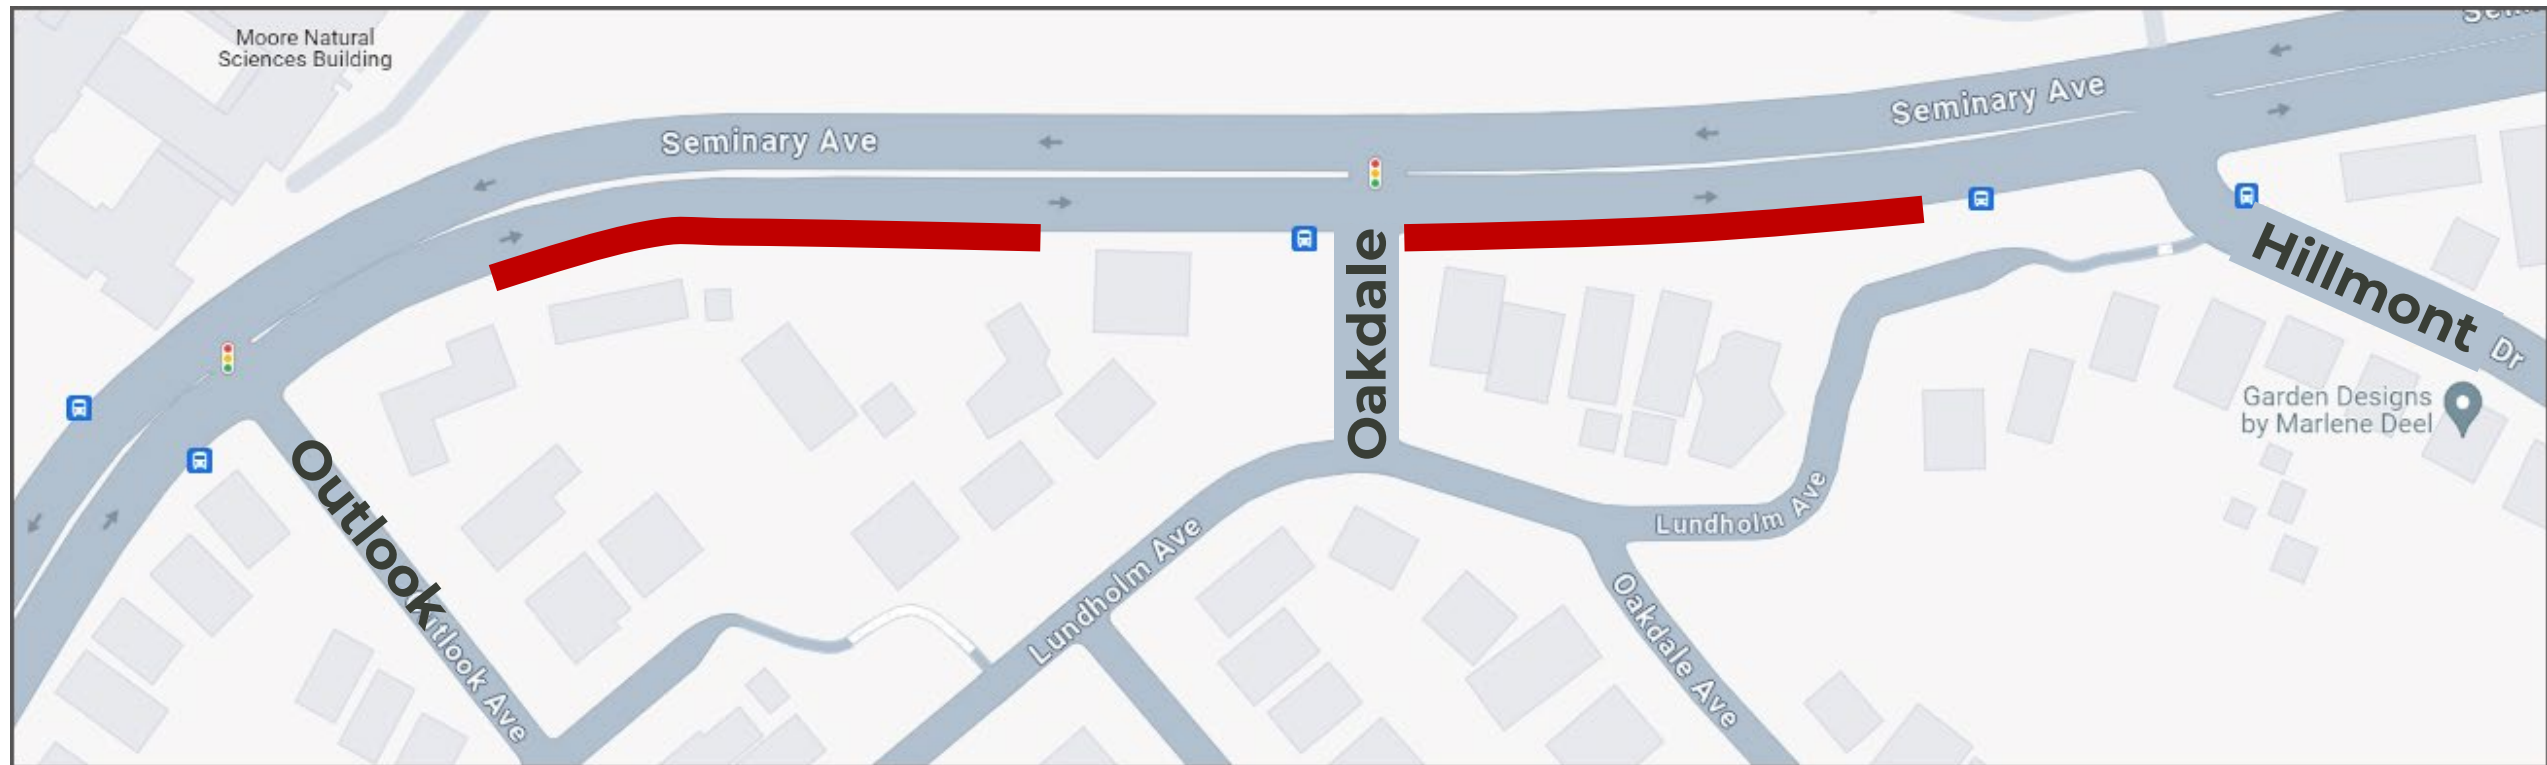 Moore Natural
Sciences Building
Seminary Ave
Seminary Ave
Oakdale
Hillmont
Dr
Garden Designs
by Marlene Deel
Outlook
Lundholm Ave
Lundholm Ave
Oakdale Ave
Ave